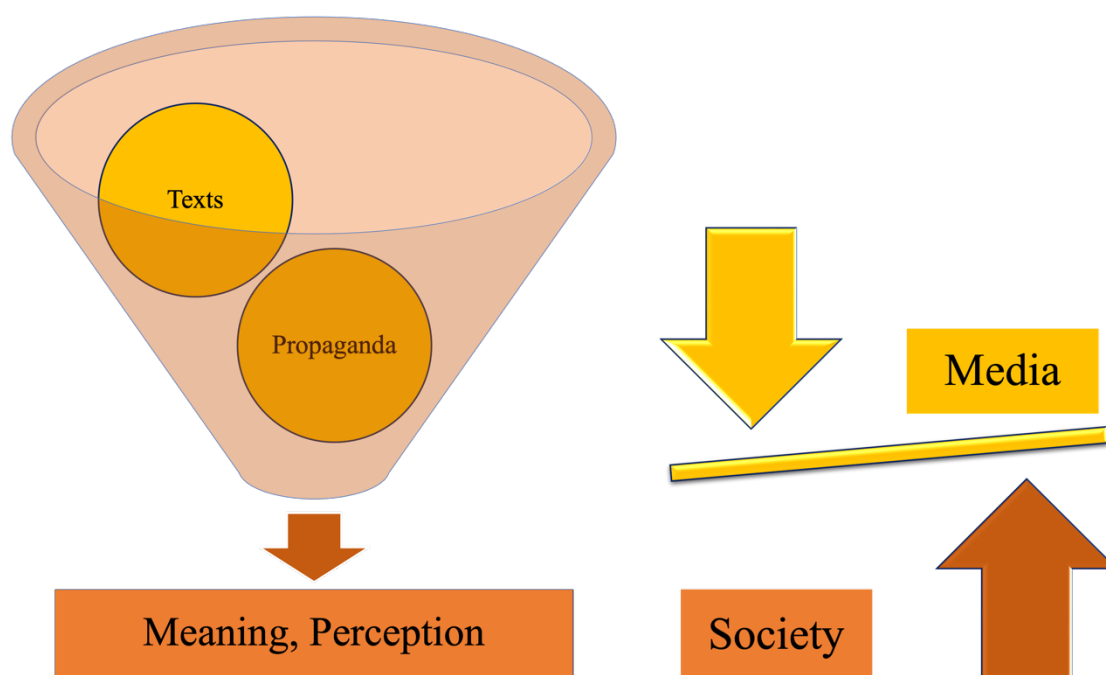 Texts
Propaganda
Meaning, Perception
Media
Society